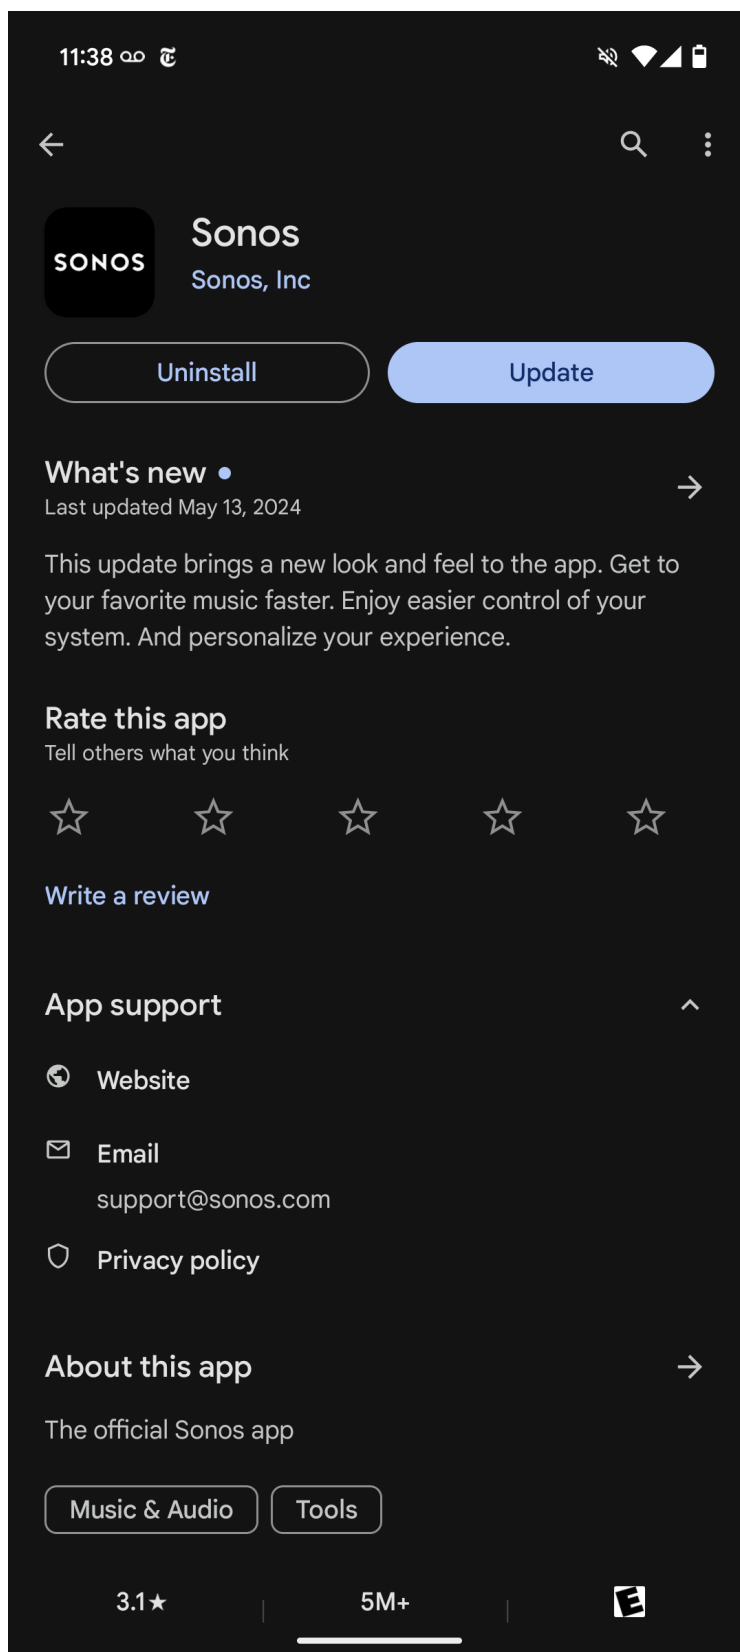 11:38
SONOS
Sonos
Sonos, Inc
Uninstall
Update
What's new
Last updated May 13, 2024
This update brings a new look and feel to the app. Get to
your favorite music faster. Enjoy easier control of your
system. And personalize your experience.
Rate this app
Tell others what you think
Write a review
App support
Website
Email
support@sonos.com
Privacy policy
About this app
The official Sonos app
Music & Audio
Tools
3.1★
5M+
E